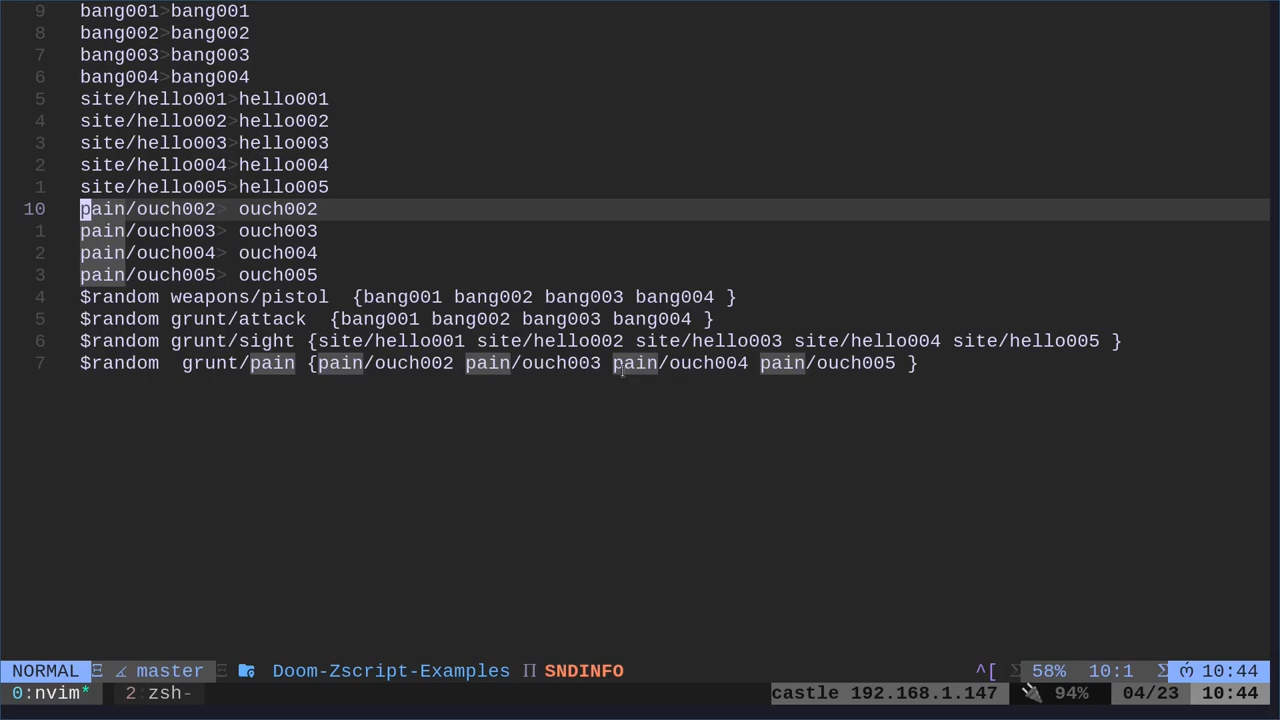 9 bang001>bang001
8 bang002>bang002
7 bang003>bang003
6 bang004>bang004
5 site/hello001>hello001
4 site/hello002>hello002
3 site/hello003>hello003
2 site/hello004>hello004
1 site/hello005>hello005
10 pain/ouch002> ouch002
1 pain/ouch003> ouch003
2 pain/ouch004> ouch004
3 pain/ouch005> ouch005
4 $random weapons/pistol  {bang001 bang002 bang003 bang004 }
5 $random grunt/attack  {bang001 bang002 bang003 bang004 }
6 $random grunt/sight {site/hello001 site/hello002 site/hello003 site/hello004 site/hello005 }
7 $random  grunt/pain {pain/ouch002 pain/ouch003 pain/ouch004 pain/ouch005 }
NORMAL master Doom-Zscript-Examples SNDINFO ^[ 58% 10:1 10:44
0:nvim* 2:zsh- castle 192.168.1.147 94% 04/23 10:44